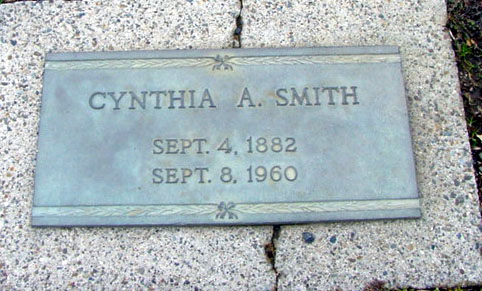 CYNTHIA A. SMITH
SEPT. 4, 1882
SEPT. 8, 1960